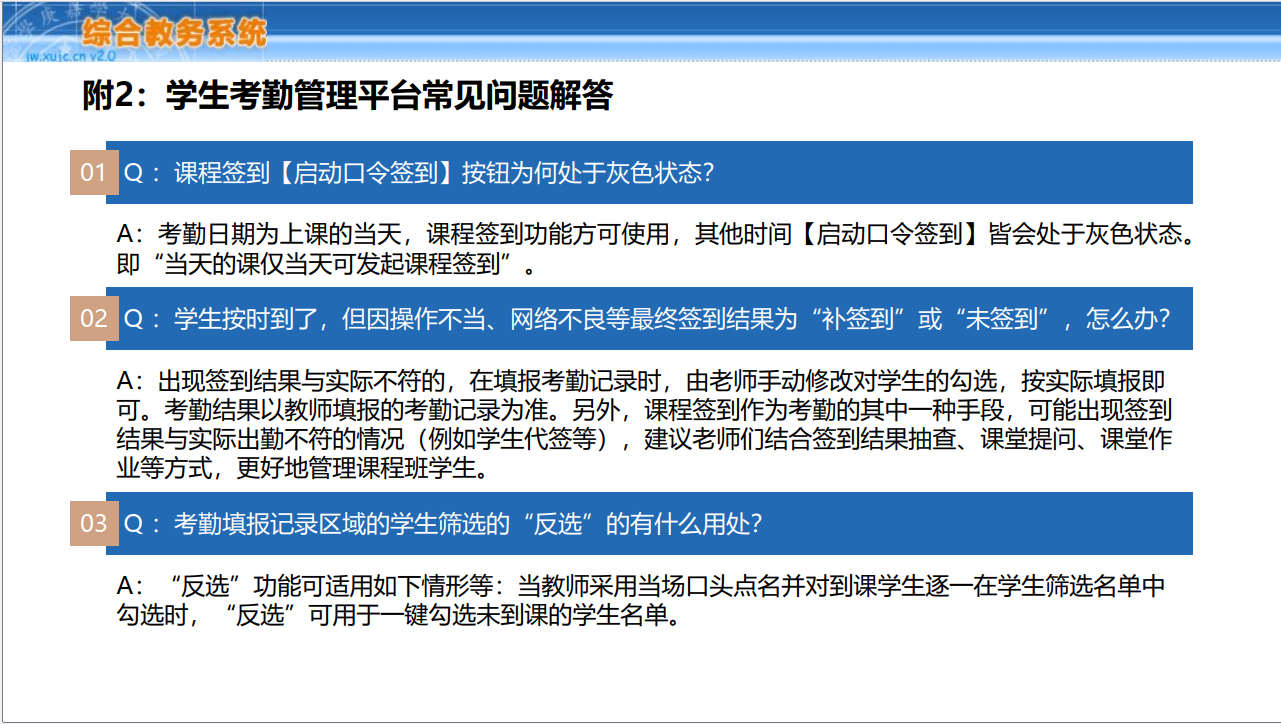 综合教务系统
jw.xujc.cn v2.0
附2：学生考勤管理平台常见问题解答
01
Q ：课程签到【启动口令签到】按钮为何处于灰色状态？
A：考勤日期为上课的当天，课程签到功能方可使用，其他时间【启动口令签到】皆会处于灰色状态。
即“当天的课仅当天可发起课程签到”。
02
Q ：学生按时到了，但因操作不当、网络不良等最终签到结果为“补签到”或“未签到”，怎么办？
A：出现签到结果与实际不符的，在填报考勤记录时，由老师手动修改对学生的勾选，按实际填报即
可。考勤结果以教师填报的考勤记录为准。另外，课程签到作为考勤的其中一种手段，可能出现签到
结果与实际出勤不符的情况（例如学生代签等），建议老师们结合签到结果抽查、课堂提问、课堂作
业等方式，更好地管理课程班学生。
03
Q ：考勤填报记录区域的学生筛选的“反选”的有什么用处？
A：“反选”功能可适用如下情形等：当教师采用当场口头点名并对到课学生逐一在学生筛选名单中
勾选时，“反选”可用于一键勾选未到课的学生名单。